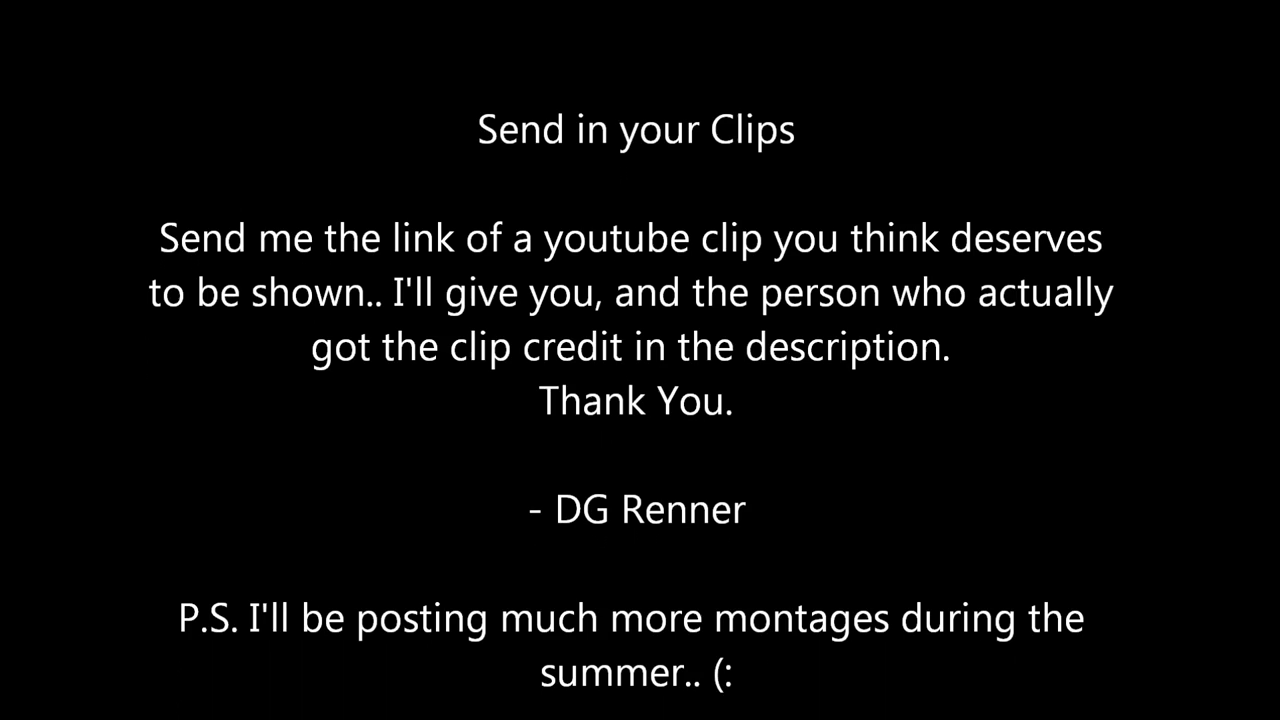 Send in your Clips
Send me the link of a youtube clip you think deserves
to be shown.. I'll give you, and the person who actually
got the clip credit in the description.
Thank You.
- DG Renner
P.S. I'll be posting much more montages during the
summer.. (: